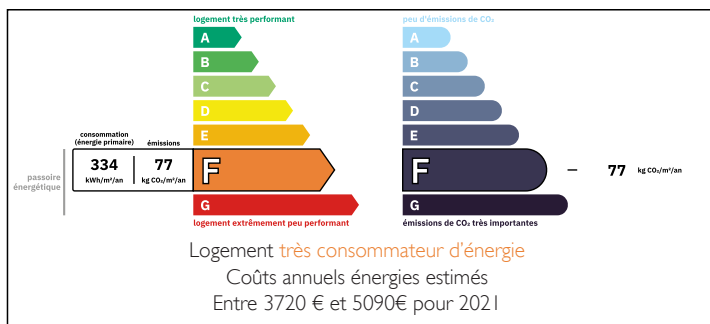 logement très performant
A
B
C
D
E
consommation
(énergie primaire)
émissions
334
kWh/m²/an
77
kg CO₂/m²/an
F
passoire
énergétique
G
logement extrêmement peu performant
peu d'émissions de CO₂
A
B
C
D
E
F
77 kg CO₂/m²/an
G
émissions de CO₂ très importantes
Logement très consommateur d'énergie
Coûts annuels énergies estimés
Entre 3720 € et 5090€ pour 2021